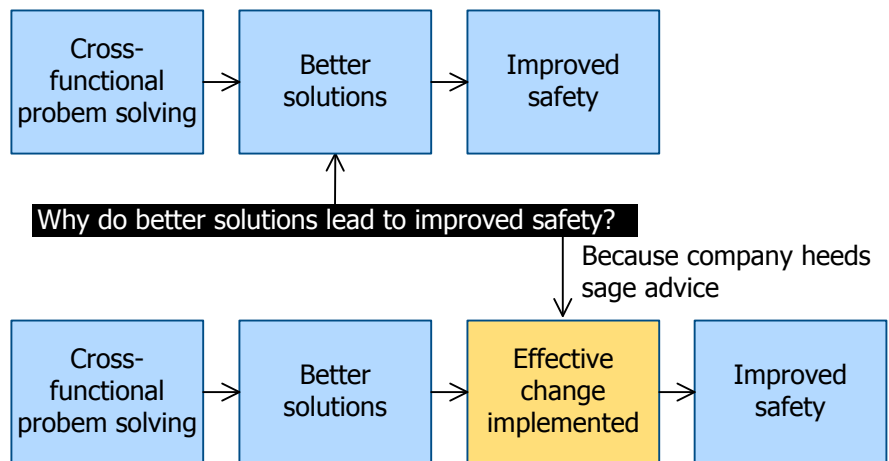 Cross-
functional
probem solving
Better
solutions
Improved
safety
Why do better solutions lead to improved safety?
Because company heeds
sage advice
Cross-
functional
probem solving
Better
solutions
Effective
change
implemented
Improved
safety